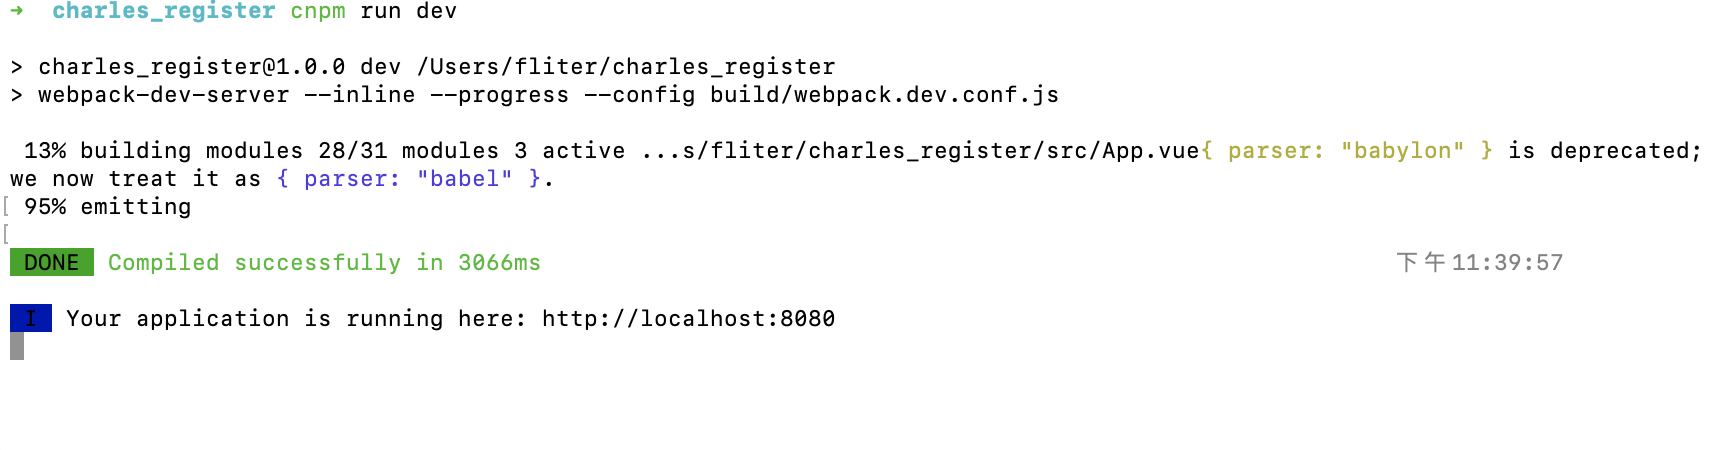 ➜  charles_register cnpm run dev
> charles_register@1.0.0 dev /Users/fliter/charles_register
> webpack-dev-server --inline --progress --config build/webpack.dev.conf.js
13% building modules 28/31 modules 3 active ...s/fliter/charles_register/src/App.vue{ parser: "babylon" } is deprecated;
we now treat it as { parser: "babel" }.
[ 95% emitting
[
DONE  Compiled successfully in 3066ms 下午11:39:57
I  Your application is running here: http://localhost:8080